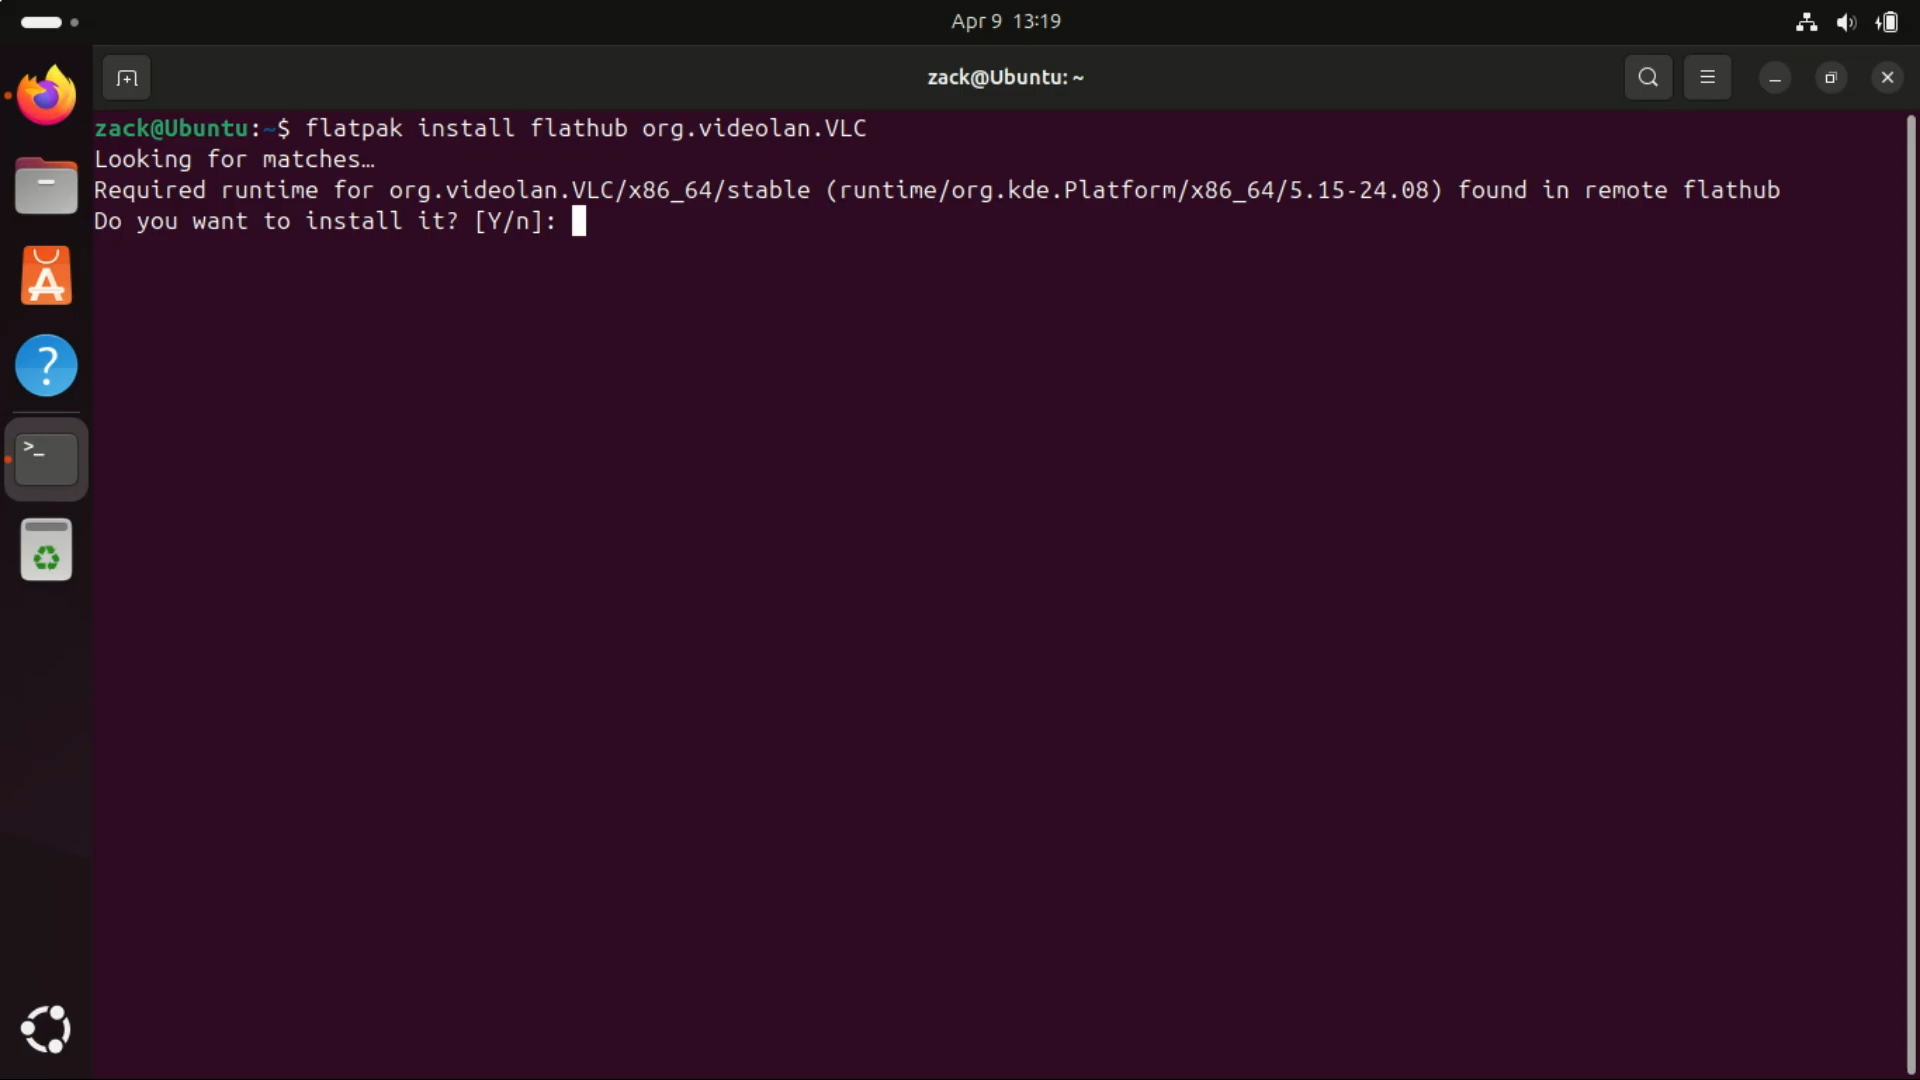 Apr 9 13:19
zack@Ubuntu: ~
zack@Ubuntu:~$ flatpak install flathub org.videolan.VLC
Looking for matches…
Required runtime for org.videolan.VLC/x86_64/stable (runtime/org.kde.Platform/x86_64/5.15-24.08) found in remote flathub
Do you want to install it? [Y/n]: